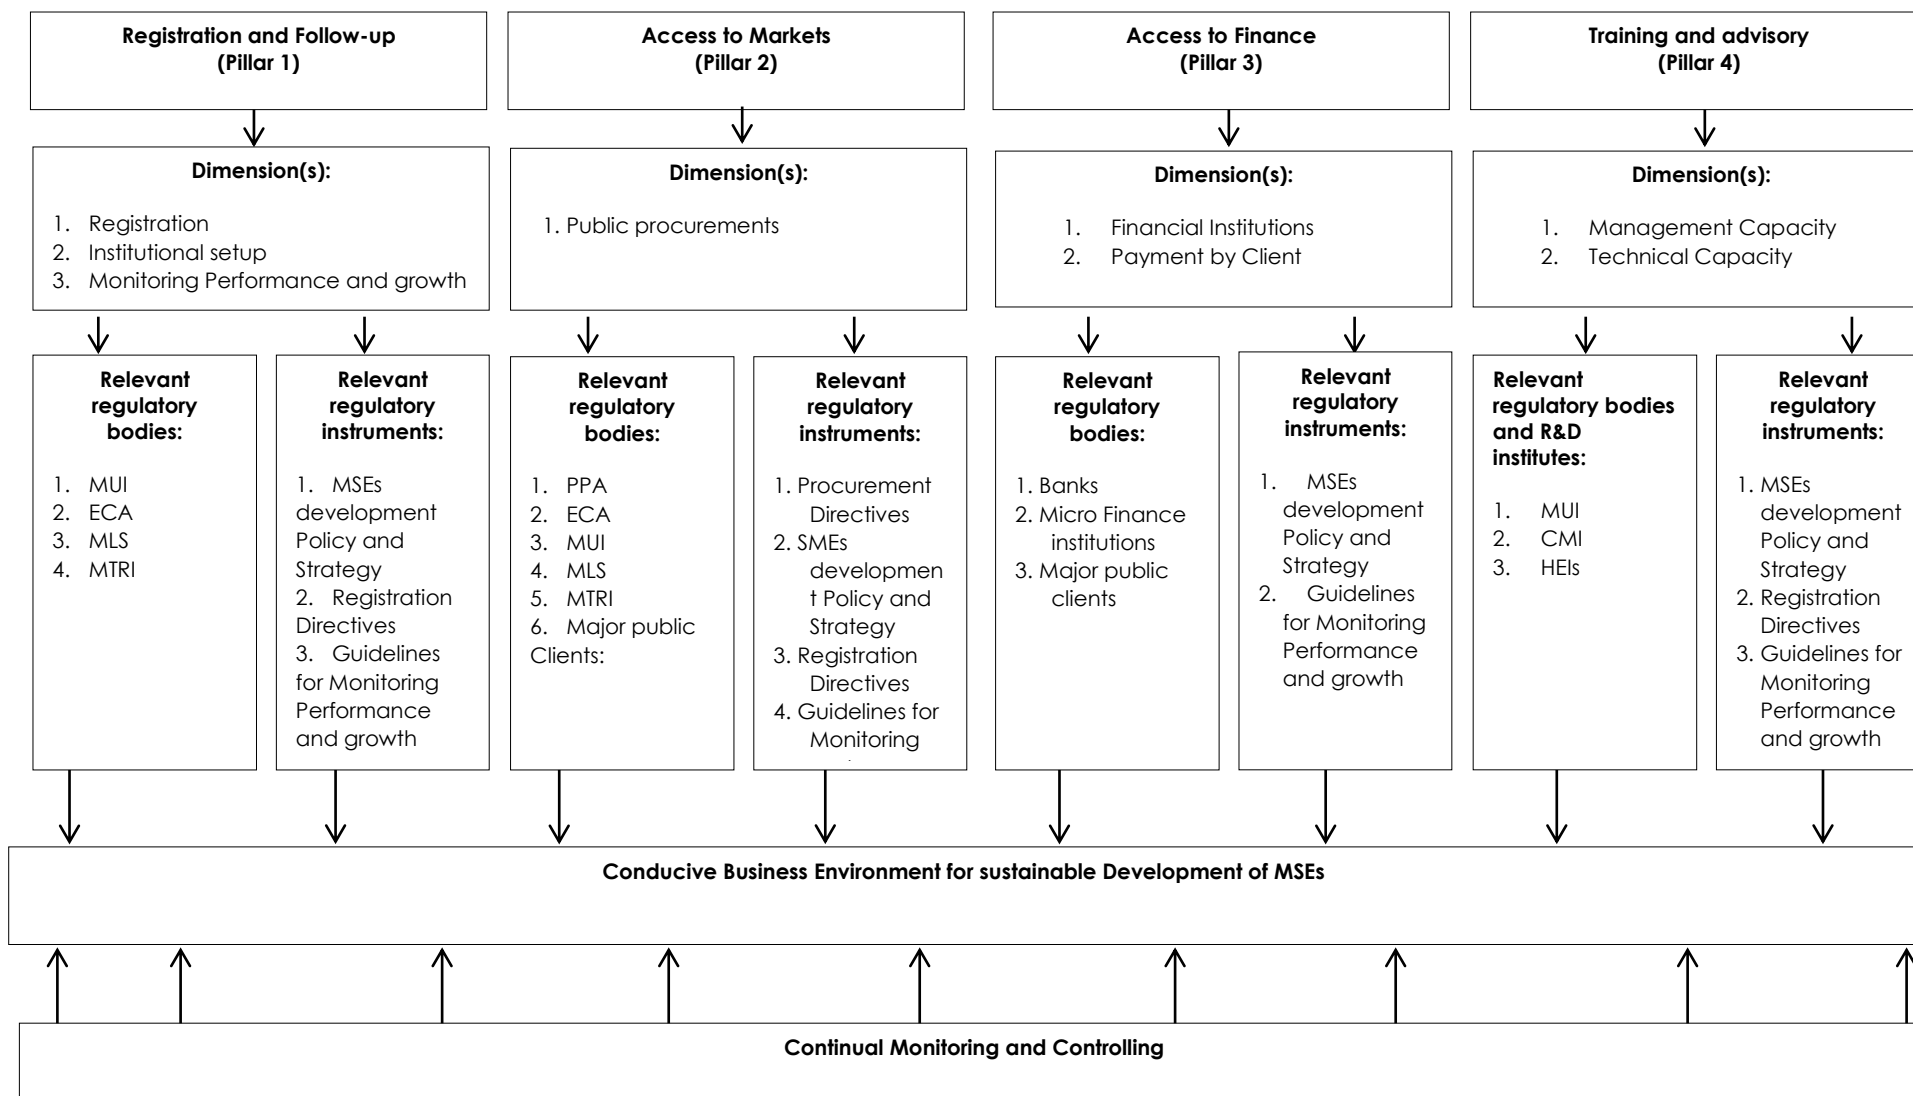 Registration and Follow-up
(Pillar 1)
Access to Markets
(Pillar 2)
Access to Finance
(Pillar 3)
Training and advisory
(Pillar 4)
Dimension(s):
1. Registration
2. Institutional setup
3. Monitoring Performance and growth
Dimension(s):
1. Public procurements
Dimension(s):
1. Financial Institutions
2. Payment by Client
Dimension(s):
1. Management Capacity
2. Technical Capacity
Relevant
regulatory
bodies:
1. MUI
2. ECA
3. MLS
4. MTRI
Relevant
regulatory
instruments:
1. MSEs
development
Policy and
Strategy
2. Registration
Directives
3. Guidelines
for Monitoring
Performance
and growth
Relevant
regulatory
bodies:
1. PPA
2. ECA
3. MUI
4. MLS
5. MTRI
6. Major public
Clients:
Relevant
regulatory
instruments:
1. Procurement
Directives
2. SMEs
developmen
t Policy and
Strategy
3. Registration
Directives
4. Guidelines for
Monitoring
Relevant
regulatory
bodies:
1. Banks
2. Micro Finance
institutions
3. Major public
clients
Relevant
regulatory
instruments:
1. MSEs
development
Policy and
Strategy
2. Guidelines
for Monitoring
Performance
and growth
Relevant
regulatory bodies
and R&D
institutes:
1. MUI
2. CMI
3. HEIs
Relevant
regulatory
instruments:
1. MSEs
development
Policy and
Strategy
2. Registration
Directives
3. Guidelines for
Monitoring
Performance
and growth
Conducive Business Environment for sustainable Development of MSEs
Continual Monitoring and Controlling